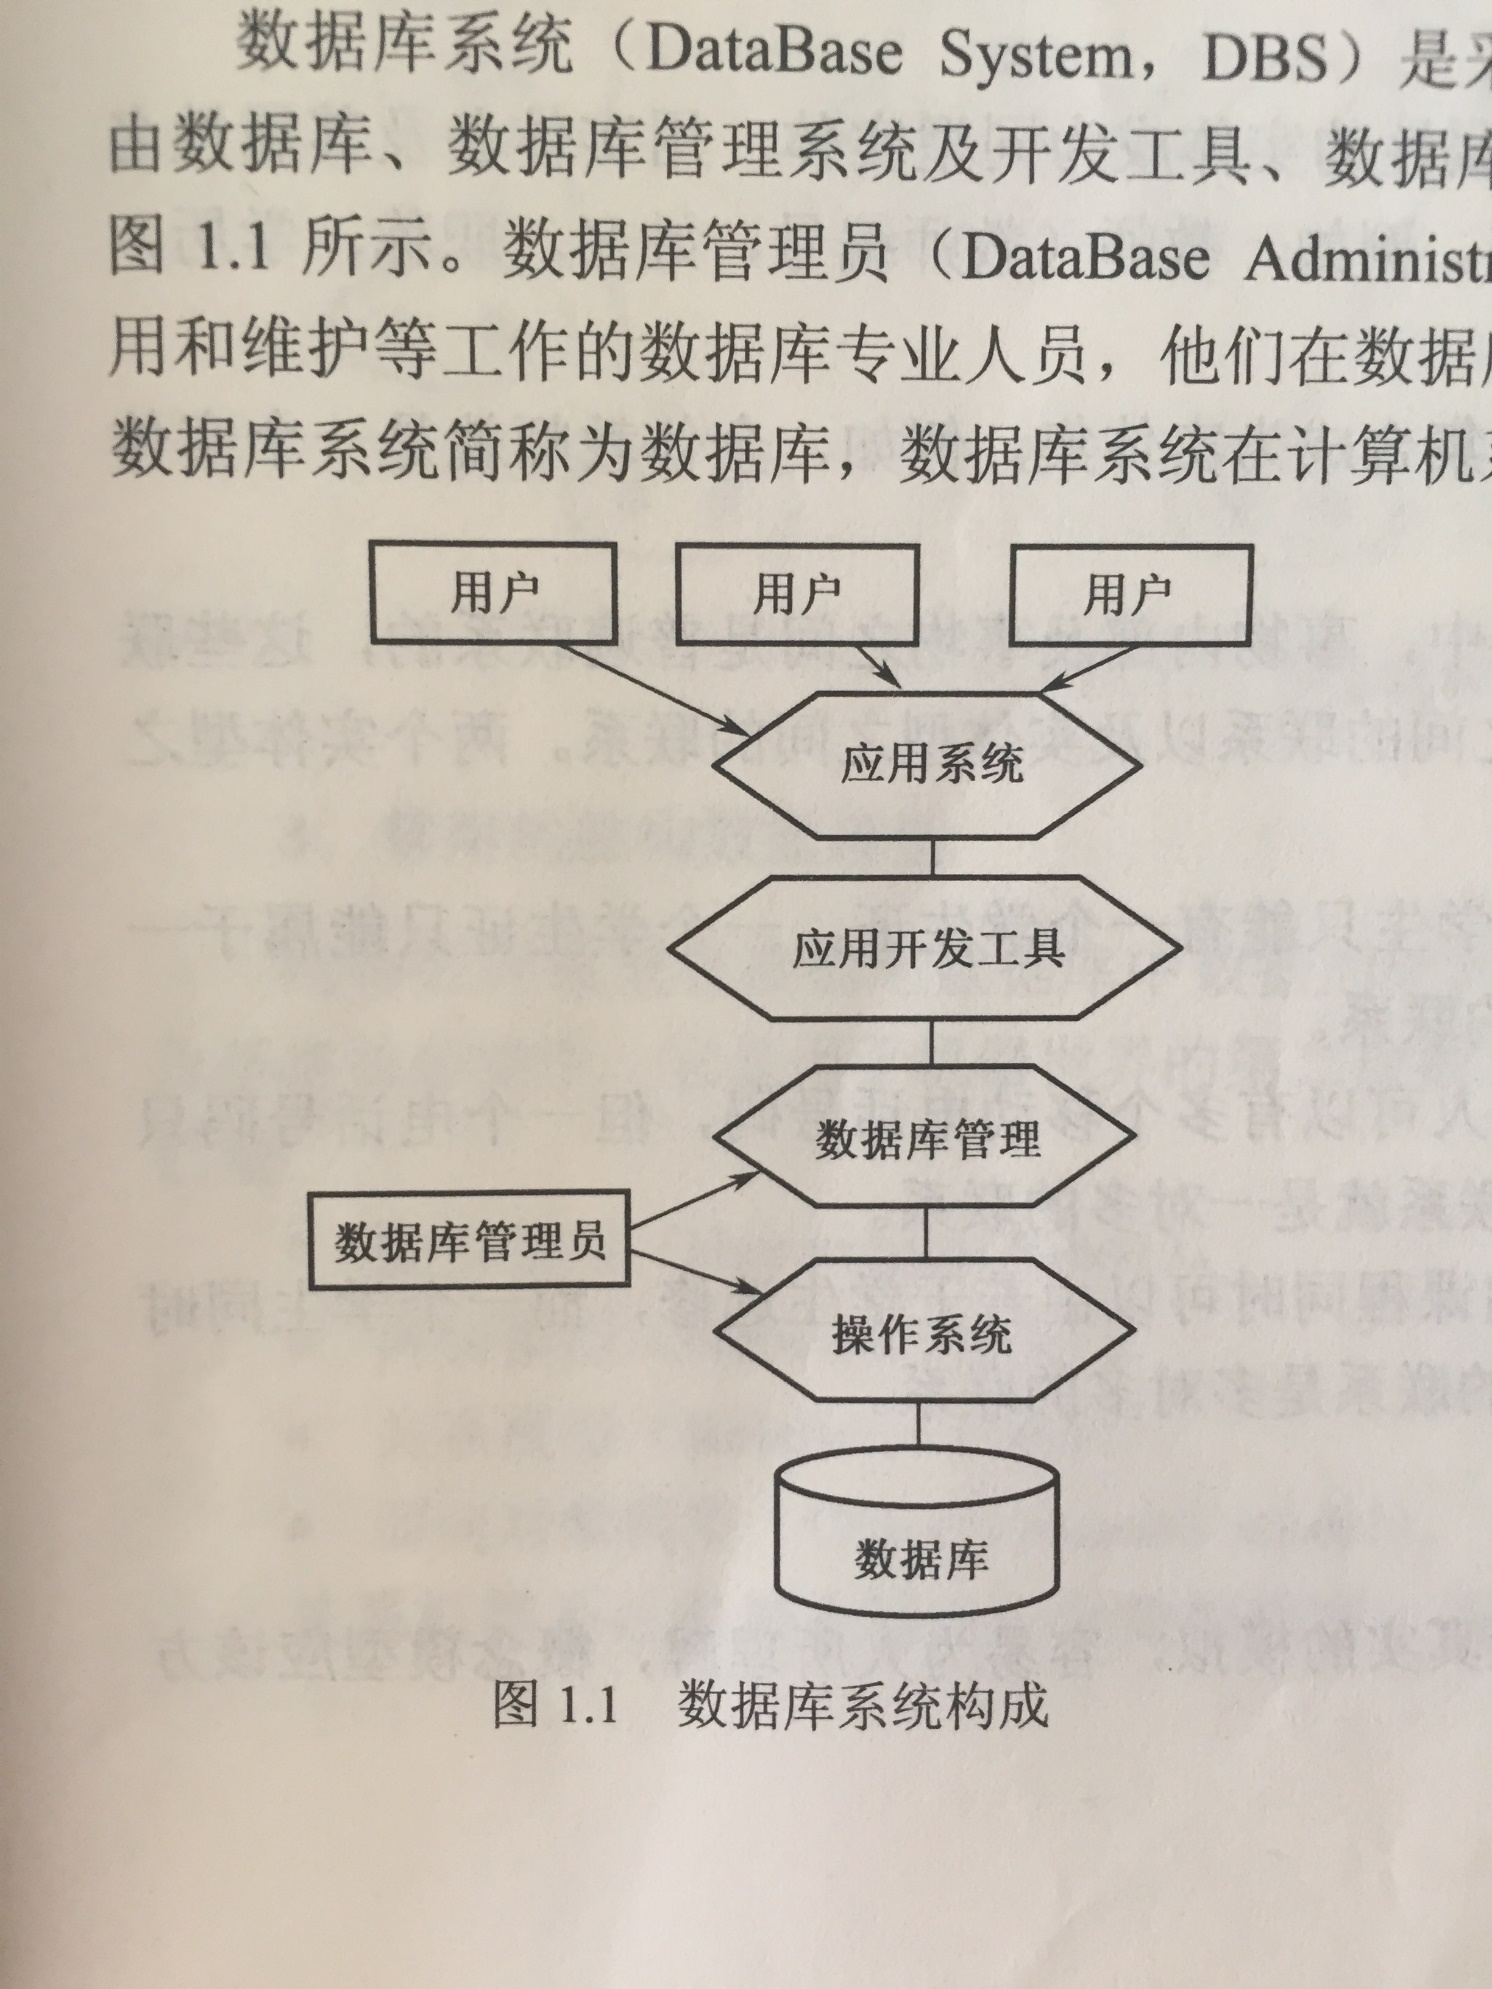 数据库系统（DataBase System，DBS）是
由数据库、数据库管理系统及开发工具、数据库
图 1.1 所示。数据库管理员（DataBase Administr
用和维护等工作的数据库专业人员，他们在数据
数据库系统简称为数据库，数据库系统在计算机
用户 用户 用户
应用系统
应用开发工具
数据库管理
数据库管理员
操作系统
数据库
图 1.1 数据库系统构成